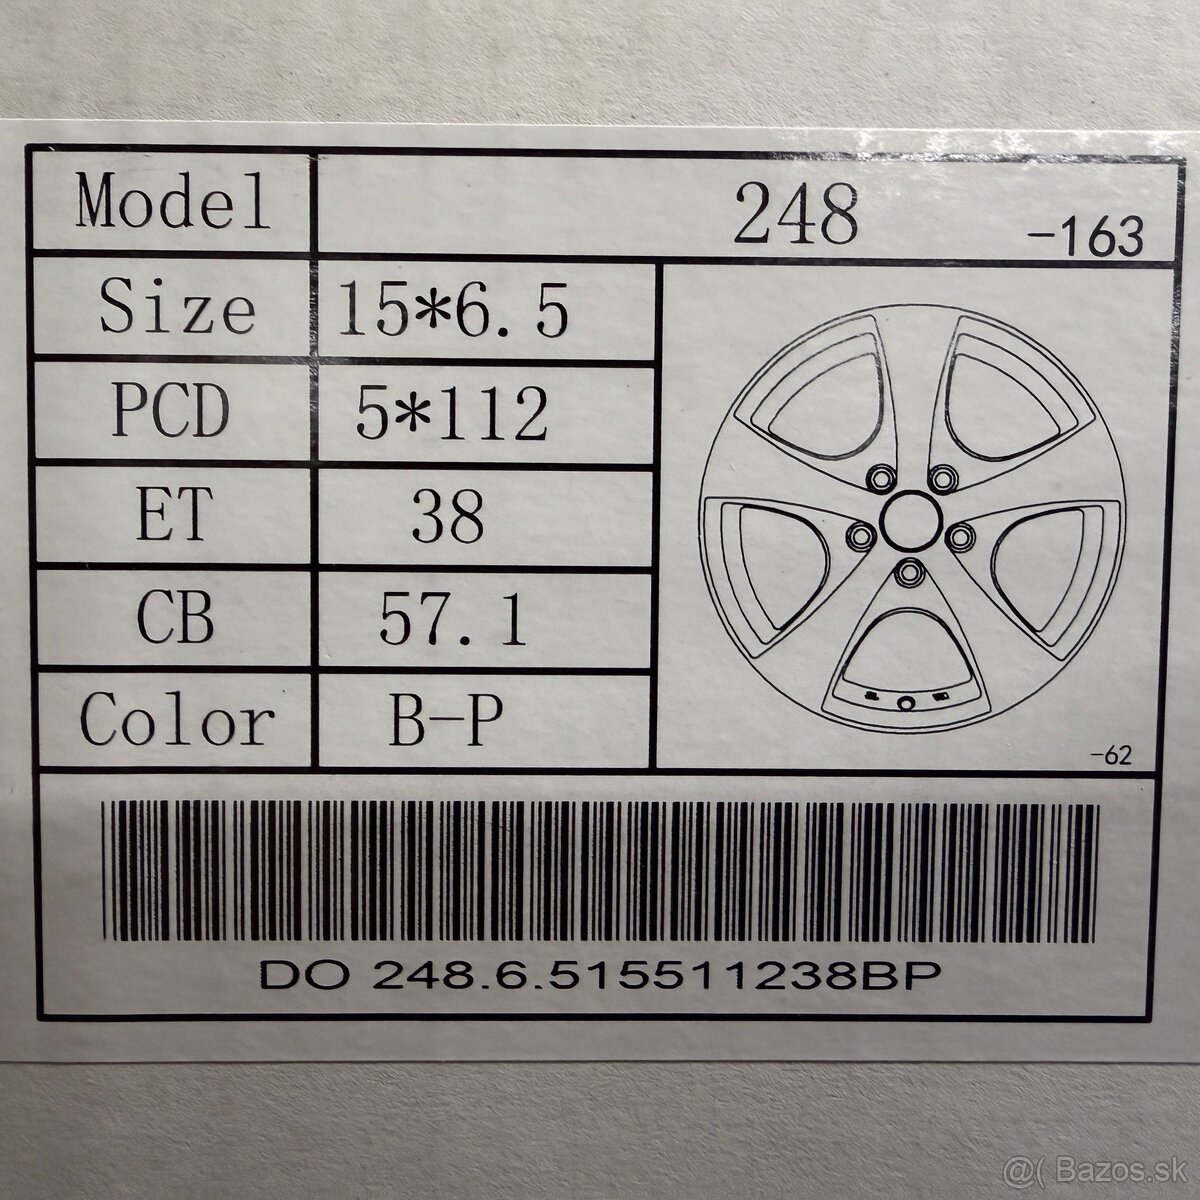 Model 248 -163
Size 15*6.5
PCD 5*112
ET 38
CB 57.1
Color B-P
-62
DO 248.6.515511238BP
@( Bazos.sk